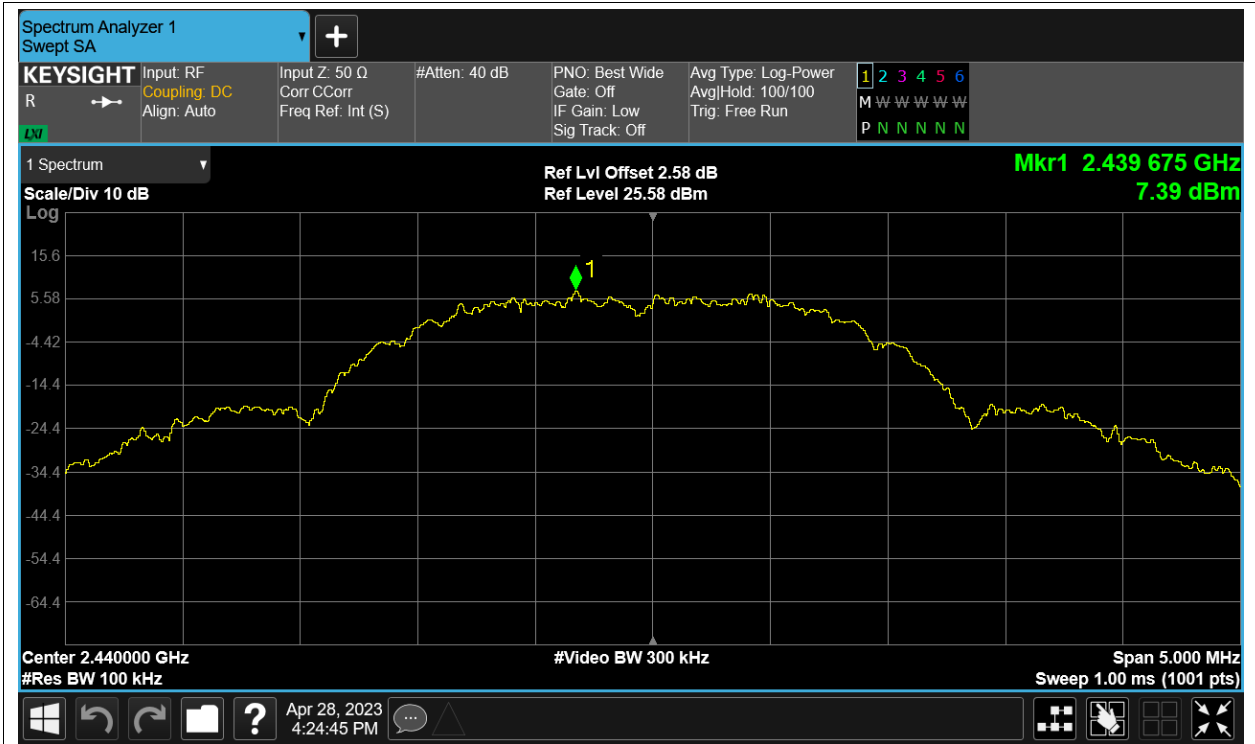 Spectrum Analyzer 1
Swept SA
KEYSIGHT
R
LXI
Input: RF
Coupling: DC
Align: Auto
Input Z: 50 Ω
Corr CCorr
Freq Ref: Int (S)
#Atten: 40 dB
PNO: Best Wide
Gate: Off
IF Gain: Low
Sig Track: Off
Avg Type: Log-Power
Avg|Hold: 100/100
Trig: Free Run
1 2 3 4 5 6
M W W W W W
P N N N N N
1 Spectrum
Scale/Div 10 dB
Log
Ref Lvl Offset 2.58 dB
Ref Level 25.58 dBm
Mkr1 2.439 675 GHz
7.39 dBm
1
15.6
5.58
-4.42
-14.4
-24.4
-34.4
-44.4
-54.4
-64.4
Center 2.440000 GHz
#Res BW 100 kHz
#Video BW 300 kHz
Span 5.000 MHz
Sweep 1.00 ms (1001 pts)
?
Apr 28, 2023
4:24:45 PM